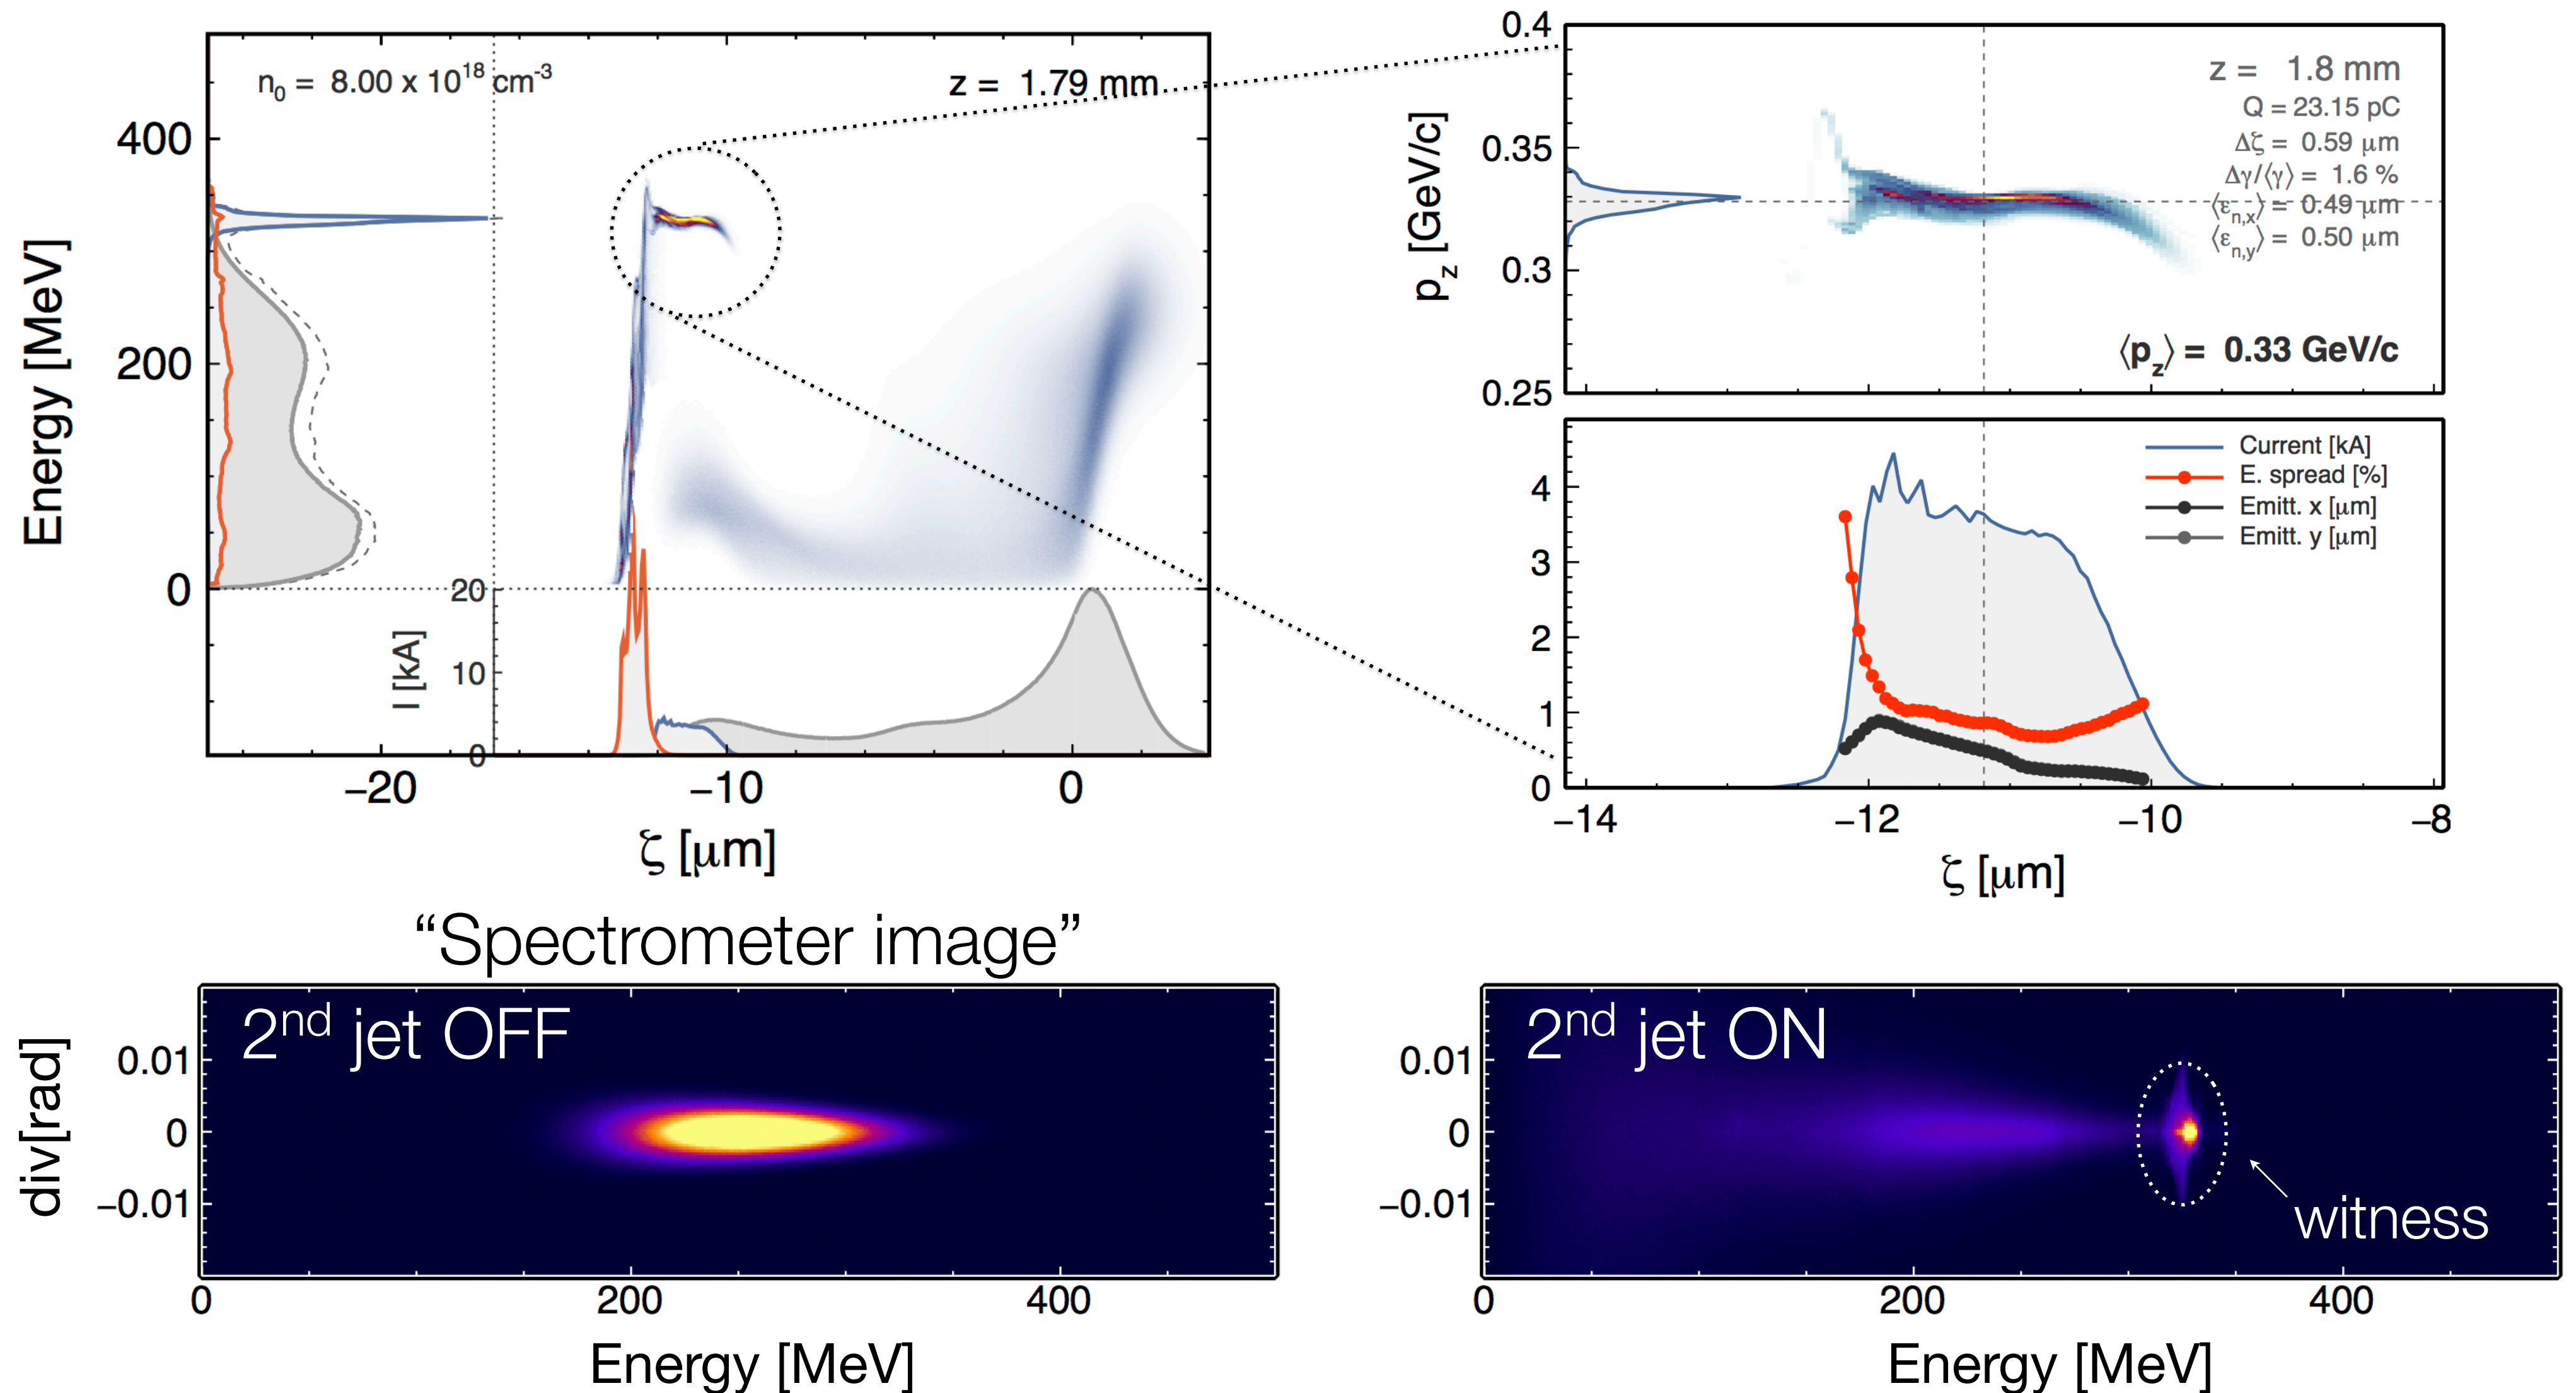 n0 = 8.00 x 10^18 cm^-3
z = 1.79 mm
400
200
0
Energy [MeV]
20
10
0
I [kA]
−20
−10
0
ζ [μm]
0.4
0.35
0.3
0.25
pz [GeV/c]
z = 1.8 mm
Q = 23.15 pC
Δζ = 0.59 μm
Δγ/⟨γ⟩ = 1.6 %
⟨εn,x⟩ = 0.49 μm
⟨εn,y⟩ = 0.50 μm
⟨pz⟩ = 0.33 GeV/c
Current [kA]
E. spread [%]
Emitt. x [μm]
Emitt. y [μm]
4
3
2
1
0
−14
−12
−10
−8
ζ [μm]
“Spectrometer image”
2nd jet OFF
div[rad]
0.01
0
−0.01
0
200
400
Energy [MeV]
2nd jet ON
0.01
0
−0.01
witness
0
200
400
Energy [MeV]